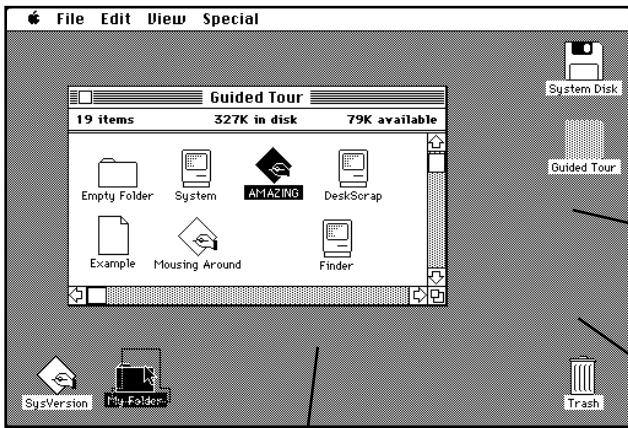 File Edit View Special
System Disk
Guided Tour
19 items 327K in disk 79K available
Guided Tour
Empty Folder System AMAZING DeskScrap
Example Mousing Around Finder
SysVersion My Folder Trash